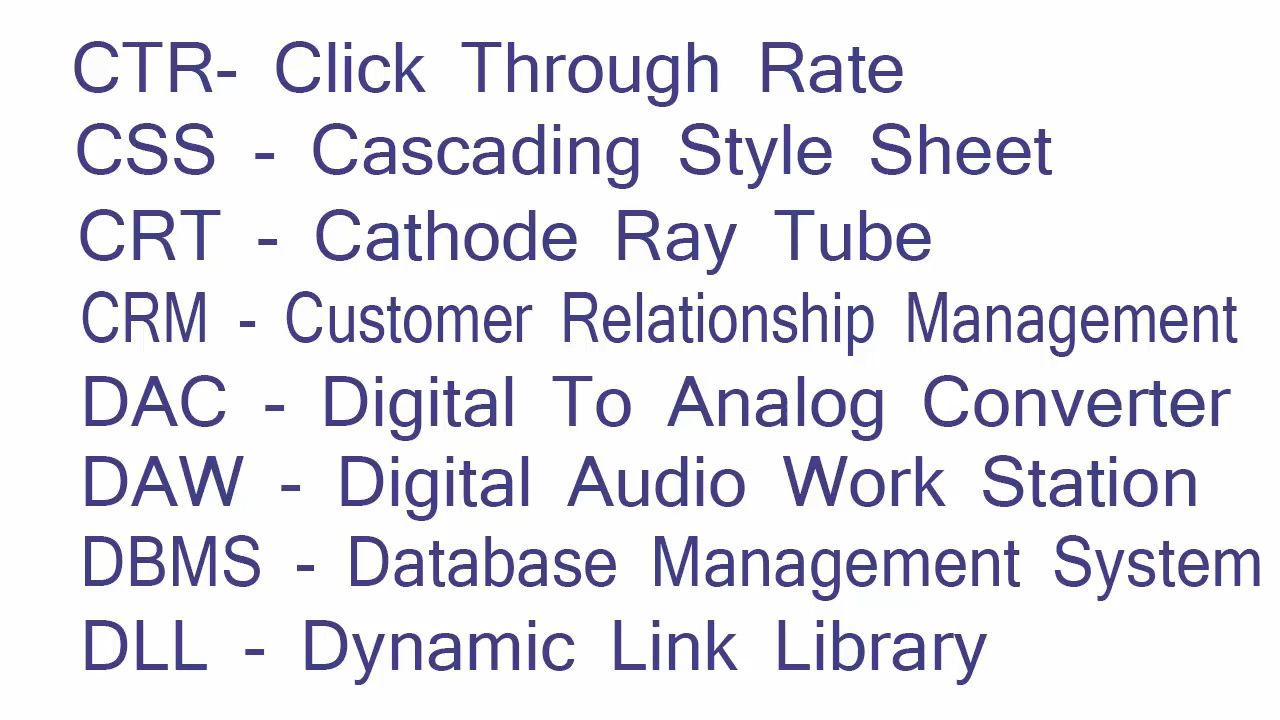 CTR- Click Through Rate
CSS - Cascading Style Sheet
CRT - Cathode Ray Tube
CRM - Customer Relationship Management
DAC - Digital To Analog Converter
DAW - Digital Audio Work Station
DBMS - Database Management System
DLL - Dynamic Link Library